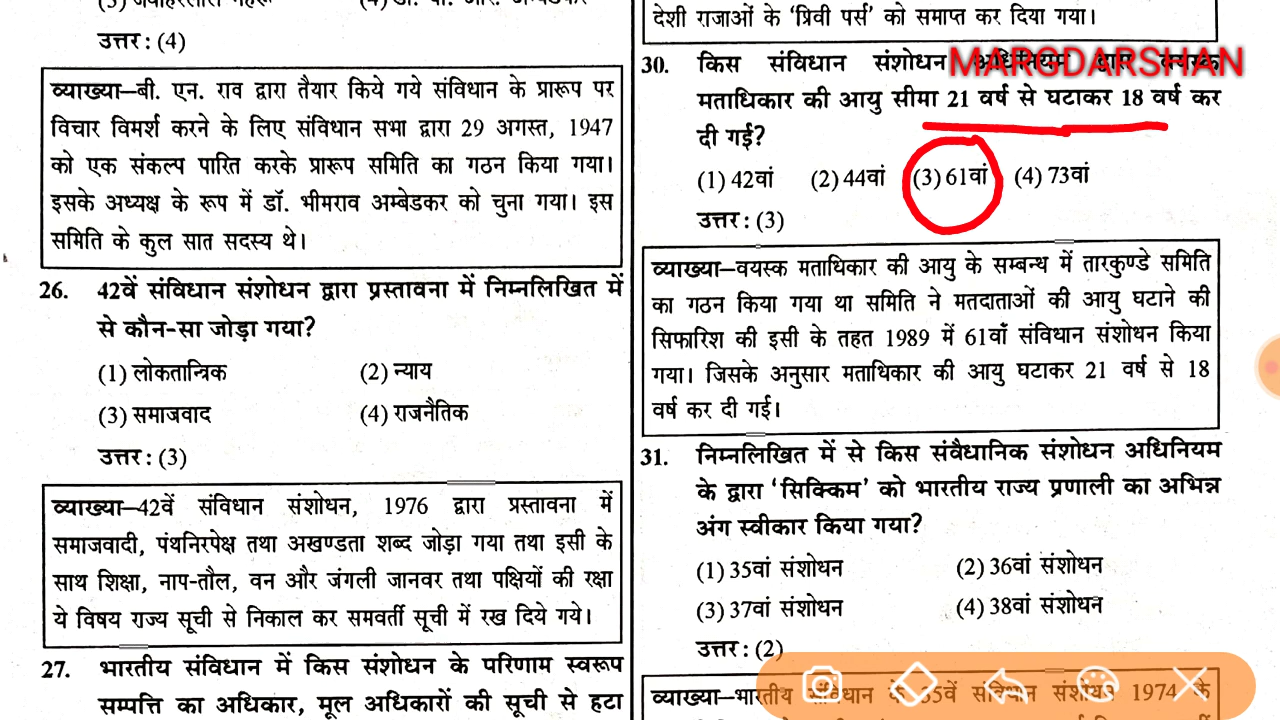 उत्तर : (4)
व्याख्या–बी. एन. राव द्वारा तैयार किये गये संविधान के प्रारूप पर
विचार विमर्श करने के लिए संविधान सभा द्वारा 29 अगस्त, 1947
को एक संकल्प पारित करके प्रारूप समिति का गठन किया गया।
इसके अध्यक्ष के रूप में डॉ. भीमराव अम्बेडकर को चुना गया। इस
समिति के कुल सात सदस्य थे।
26. 42वें संविधान संशोधन द्वारा प्रस्तावना में निम्नलिखित में
से कौन-सा जोड़ा गया?
(1) लोकतान्त्रिक (2) न्याय
(3) समाजवाद (4) राजनैतिक
उत्तर : (3)
व्याख्या–42वें संविधान संशोधन, 1976 द्वारा प्रस्तावना में
समाजवादी, पंथनिरपेक्ष तथा अखण्डता शब्द जोड़ा गया तथा इसी के
साथ शिक्षा, नाप-तौल, वन और जंगली जानवर तथा पक्षियों की रक्षा
ये विषय राज्य सूची से निकाल कर समवर्ती सूची में रख दिये गये।
27. भारतीय संविधान में किस संशोधन के परिणाम स्वरूप
सम्पत्ति का अधिकार, मूल अधिकारों की सूची से हटा
देशी राजाओं के ‘प्रिवी पर्स’ को समाप्त कर दिया गया।
MARGDARSHAN
30. किस संविधान संशोधन अधिनियम द्वारा वयस्क
मताधिकार की आयु सीमा 21 वर्ष से घटाकर 18 वर्ष कर
दी गई?
(1) 42वां (2) 44वां (3) 61वां (4) 73वां
उत्तर : (3)
व्याख्या–वयस्क मताधिकार की आयु के सम्बन्ध में तारकुण्डे समिति
का गठन किया गया था समिति ने मतदाताओं की आयु घटाने की
सिफारिश की इसी के तहत 1989 में 61वाँ संविधान संशोधन किया
गया। जिसके अनुसार मताधिकार की आयु घटाकर 21 वर्ष से 18
वर्ष कर दी गई।
31. निम्नलिखित में से किस संवैधानिक संशोधन अधिनियम
के द्वारा ‘सिक्किम’ को भारतीय राज्य प्रणाली का अभिन्न
अंग स्वीकार किया गया?
(1) 35वां संशोधन (2) 36वां संशोधन
(3) 37वां संशोधन (4) 38वां संशोधन
उत्तर : (2)
व्याख्या–भारतीय संविधान के 35वें संविधान संशोधन 1974 के